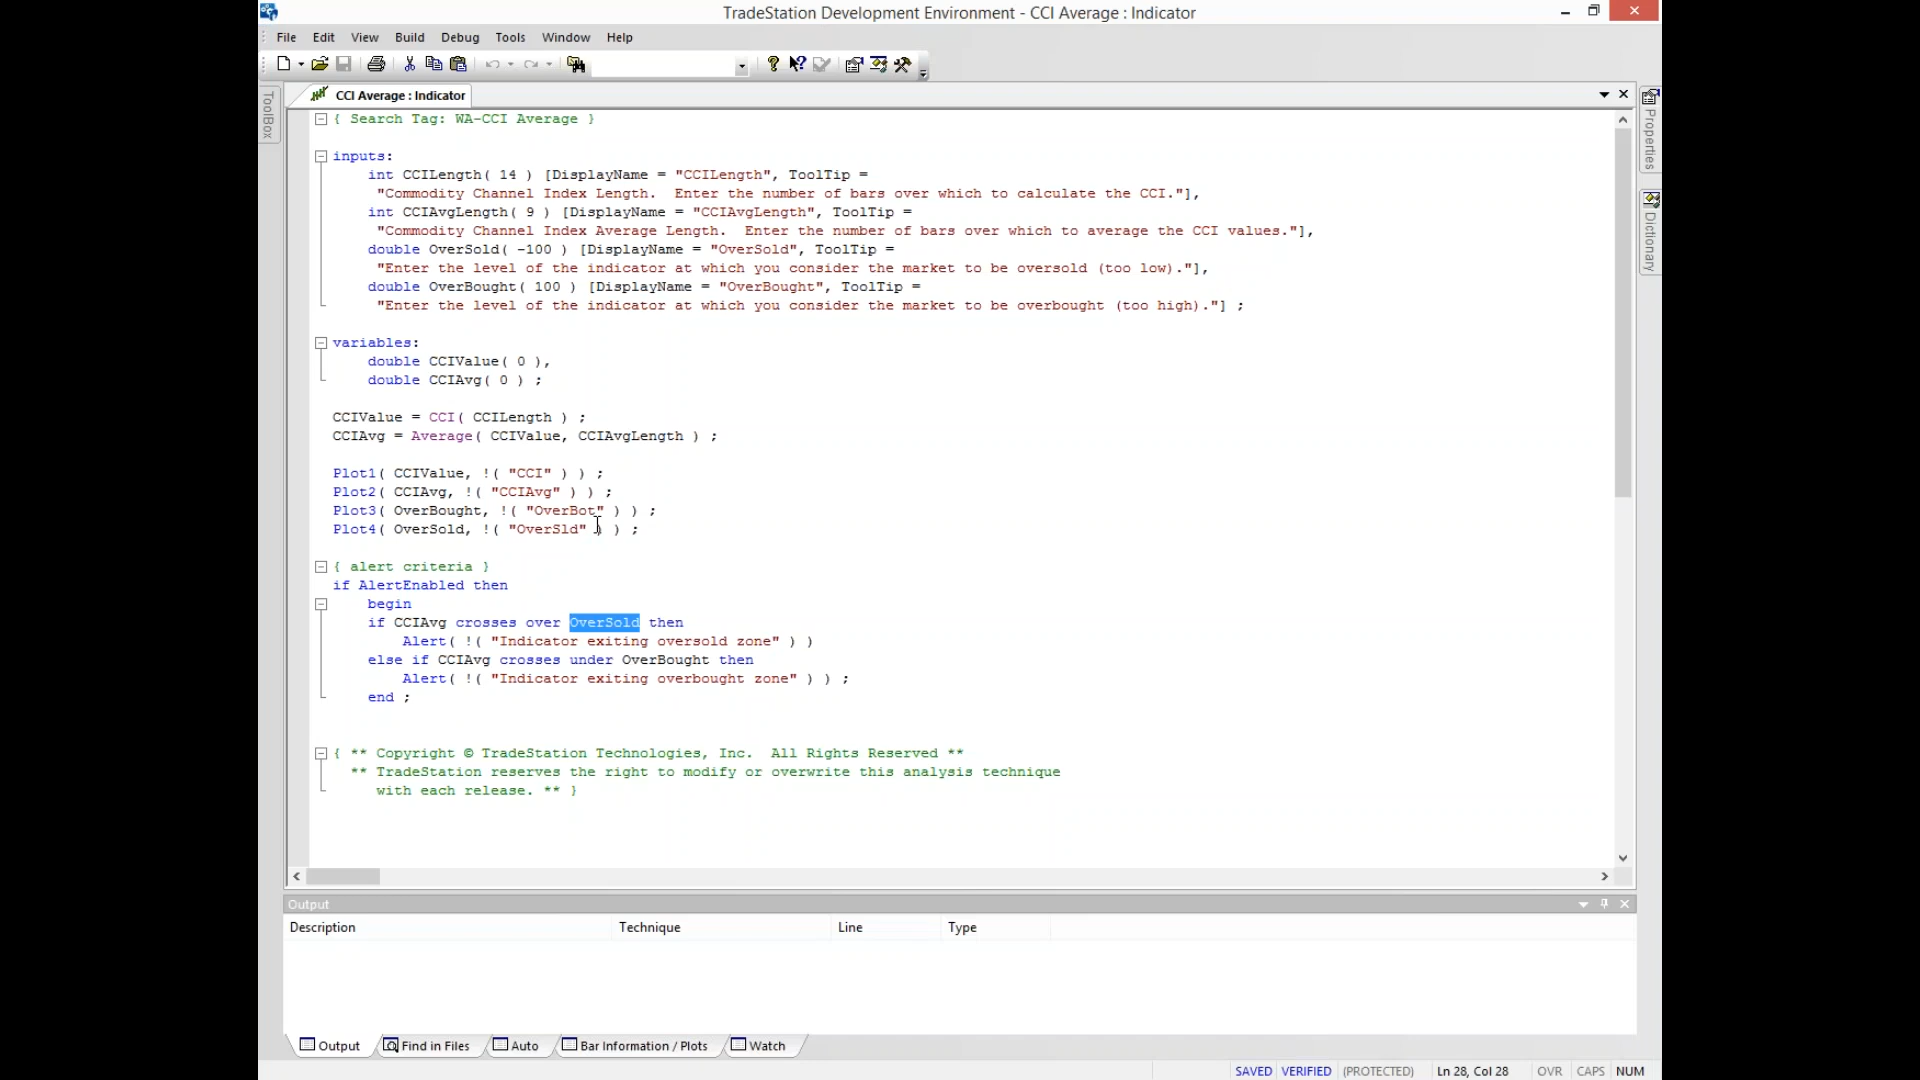 TradeStation Development Environment - CCI Average : Indicator
File Edit View Build Debug Tools Window Help
ToolBox
CCI Average : Indicator
Properties
Dictionary
{ Search Tag: WA-CCI Average }
inputs:
int CCILength( 14 ) [DisplayName = "CCILength", ToolTip =
"Commodity Channel Index Length.  Enter the number of bars over which to calculate the CCI."],
int CCIAvgLength( 9 ) [DisplayName = "CCIAvgLength", ToolTip =
"Commodity Channel Index Average Length.  Enter the number of bars over which to average the CCI values."],
double OverSold( -100 ) [DisplayName = "OverSold", ToolTip =
"Enter the level of the indicator at which you consider the market to be oversold (too low)."],
double OverBought( 100 ) [DisplayName = "OverBought", ToolTip =
"Enter the level of the indicator at which you consider the market to be overbought (too high)."] ;
variables:
double CCIValue( 0 ),
double CCIAvg( 0 ) ;
CCIValue = CCI( CCILength ) ;
CCIAvg = Average( CCIValue, CCIAvgLength ) ;
Plot1( CCIValue, !( "CCI" ) ) ;
Plot2( CCIAvg, !( "CCIAvg" ) ) ;
Plot3( OverBought, !( "OverBot" ) ) ;
Plot4( OverSold, !( "OverSld" ) ) ;
{ alert criteria }
if AlertEnabled then
begin
if CCIAvg crosses over OverSold then
Alert( !( "Indicator exiting oversold zone" ) )
else if CCIAvg crosses under OverBought then
Alert( !( "Indicator exiting overbought zone" ) ) ;
end ;
{ ** Copyright © TradeStation Technologies, Inc.  All Rights Reserved **
** TradeStation reserves the right to modify or overwrite this analysis technique
with each release. ** }
Output
Description Technique Line Type
Output Find in Files Auto Bar Information / Plots Watch
SAVED VERIFIED (PROTECTED) Ln 28, Col 28 OVR CAPS NUM